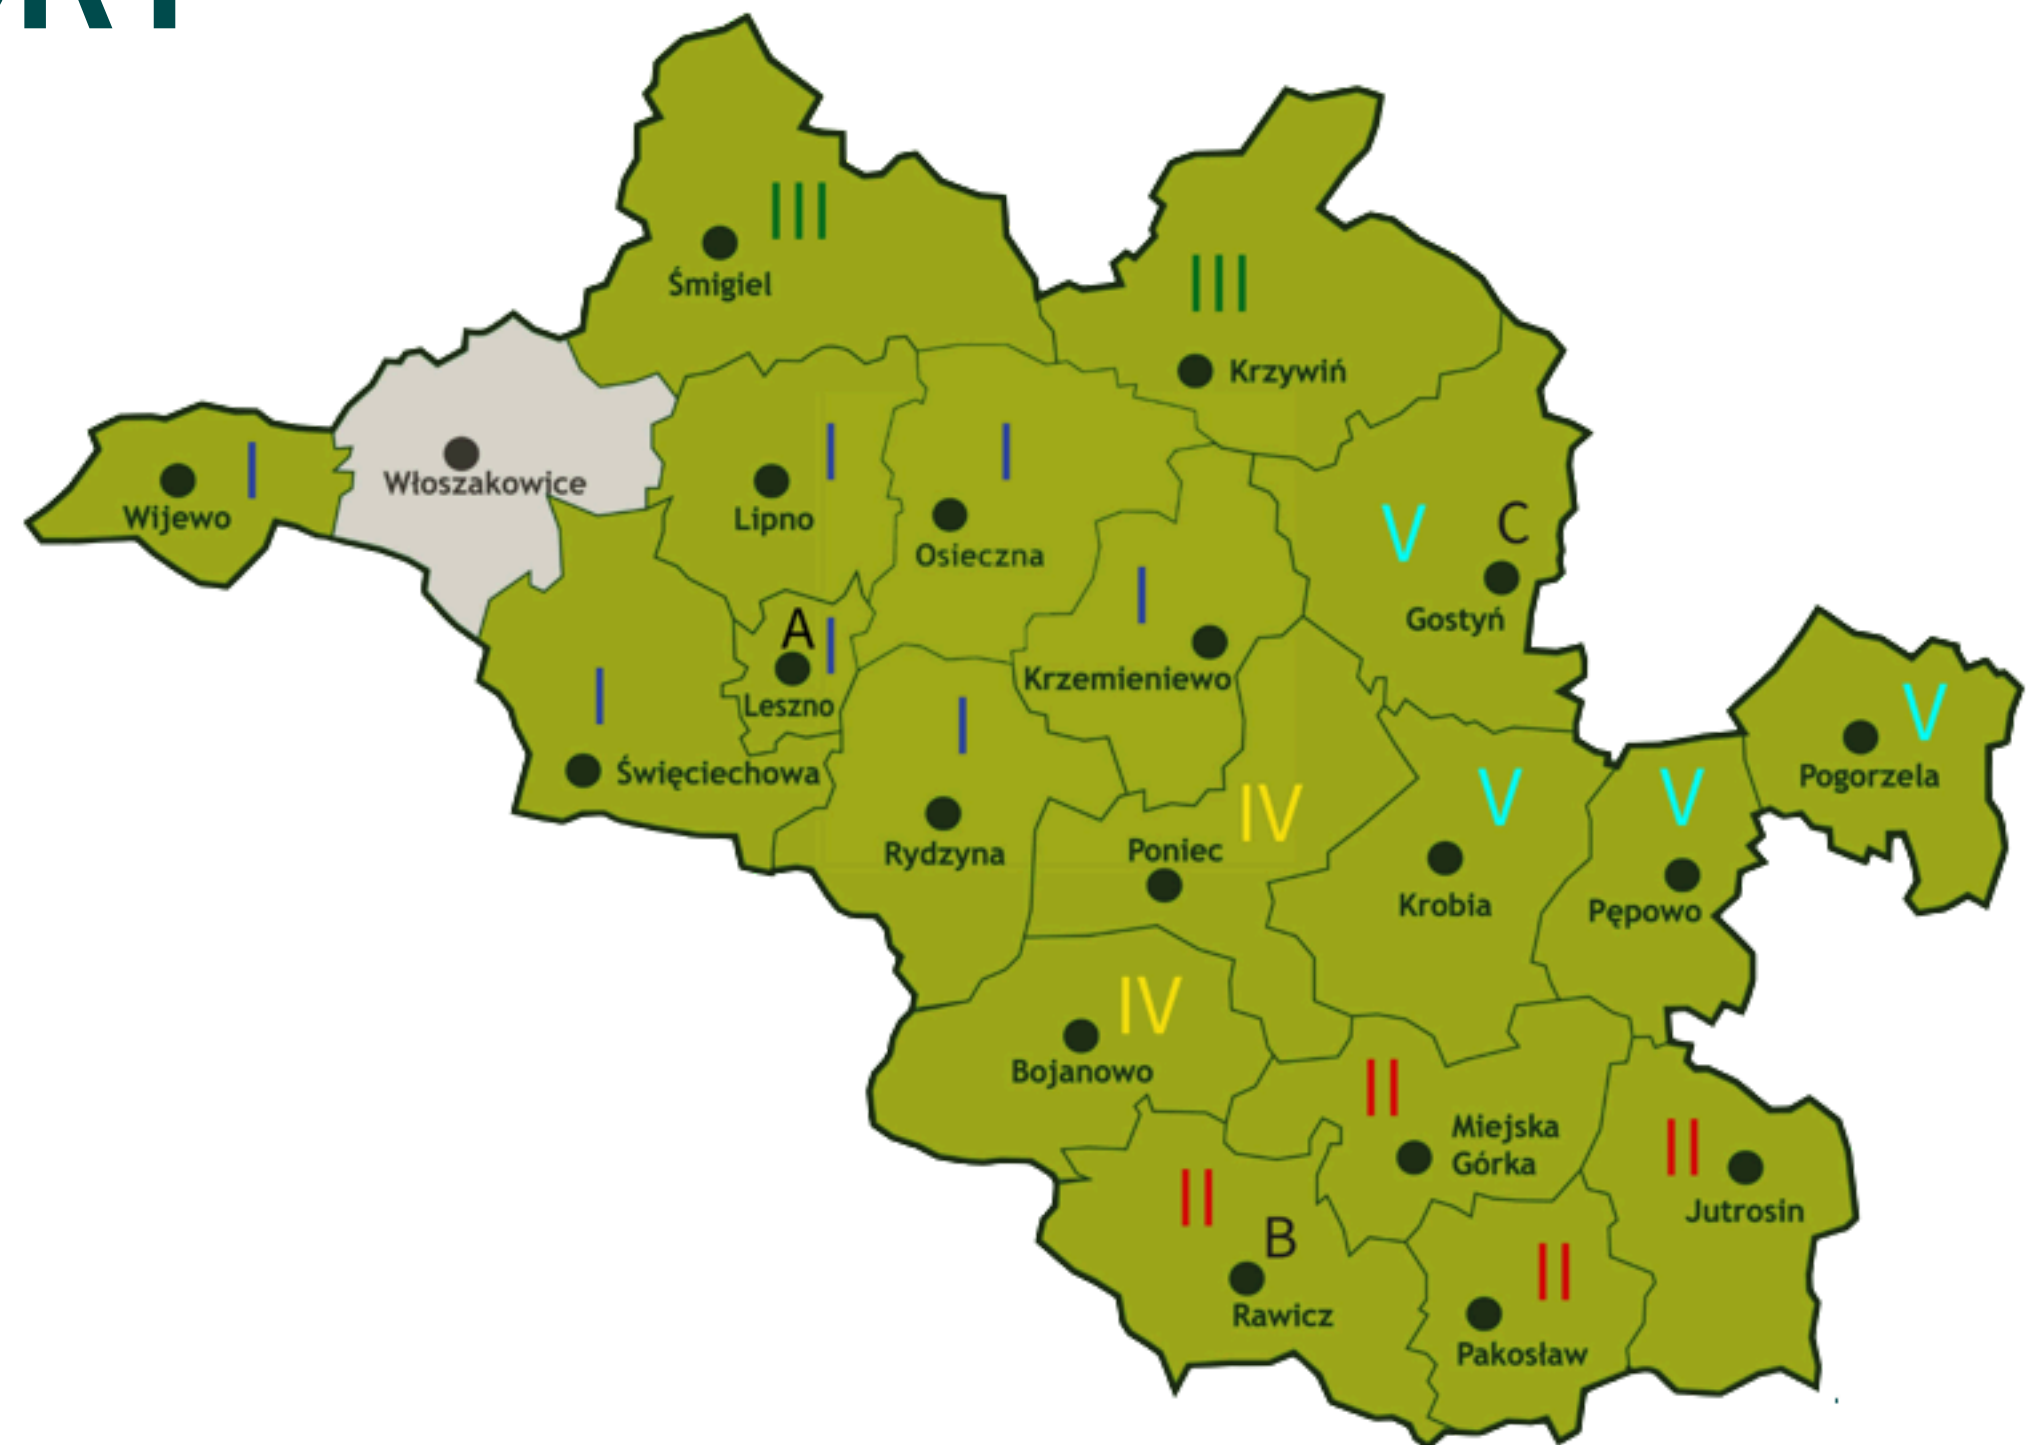 III
Śmigiel
III
Krzywiń
Włoszakowice
I
Wijewo
I
Lipno
I
Osieczna
V
C
Gostyń
I
Krzemieniewo
A
I
Leszno
I
Święciechowa
I
Rydzyna
V
Pogorzela
IV
Poniec
V
Krobia
V
Pępowo
IV
Bojanowo
II
Miejska
Górka
II
Jutrosin
II
B
Rawicz
II
Pakosław